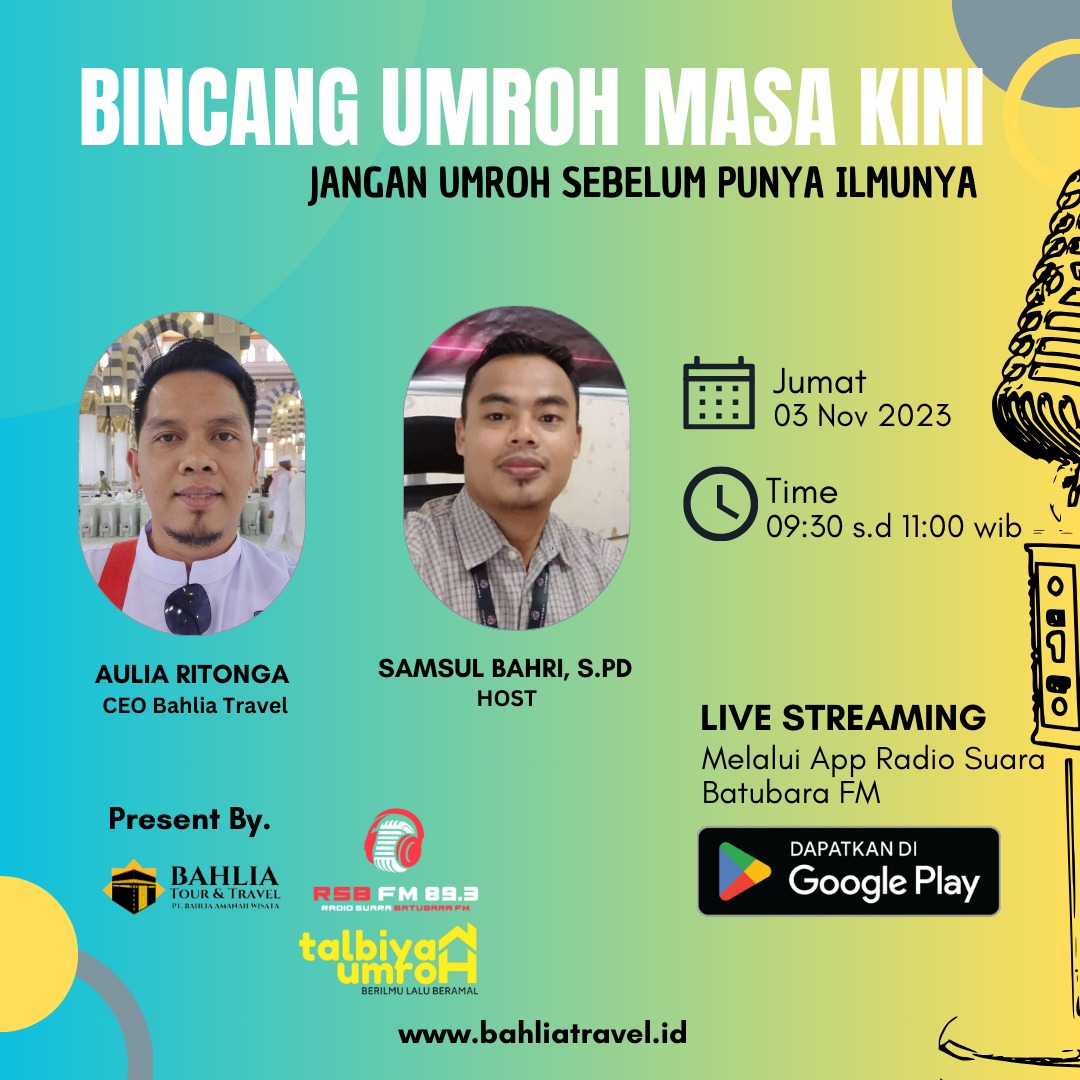 BINCANG UMROH MASA KINI
JANGAN UMROH SEBELUM PUNYA ILMUNYA
Jumat
03 Nov 2023
Time
09:30 s.d 11:00 wib
AULIA RITONGA
CEO Bahlia Travel
SAMSUL BAHRI, S.PD
HOST
LIVE STREAMING
Melalui App Radio Suara
Batubara FM
DAPATKAN DI
Google Play
Present By.
BAHLIA
TOUR & TRAVEL
PT. BAHLIA AMANAH WISATA
RSB FM 89.3
RADIO SUARA BATUBARA FM
talbiyah
umroH
BERILMU LALU BERAMAL
www.bahliatravel.id